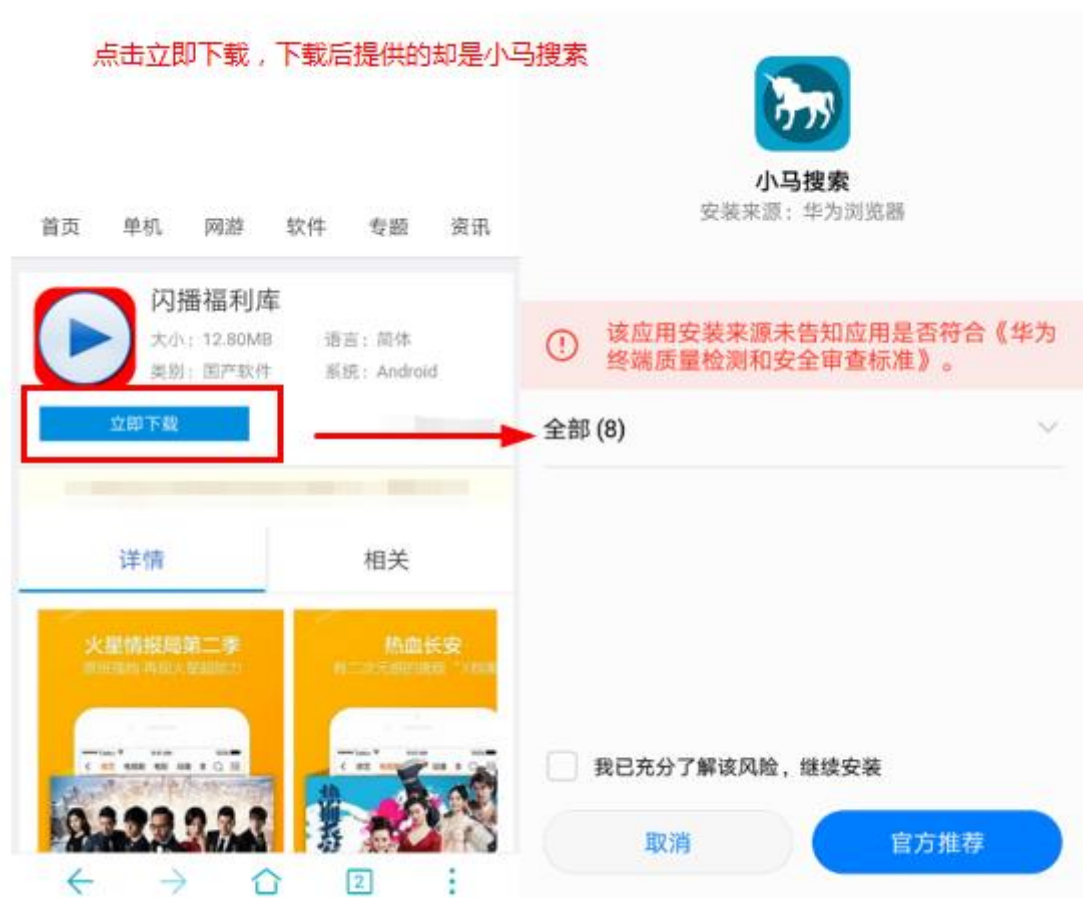 点击立即下载，下载后提供的却是小马搜索
首页 单机 网游 软件 专题 资讯
闪播福利库
大小：12.80MB 语言：简体
类别：国产软件 系统：Android
立即下载
详情 相关
火星情报局第二季
热血长安
2
小马搜索
安装来源：华为浏览器
该应用安装来源未告知应用是否符合《华为
终端质量检测和安全审查标准》。
全部 (8)
我已充分了解该风险，继续安装
取消 官方推荐